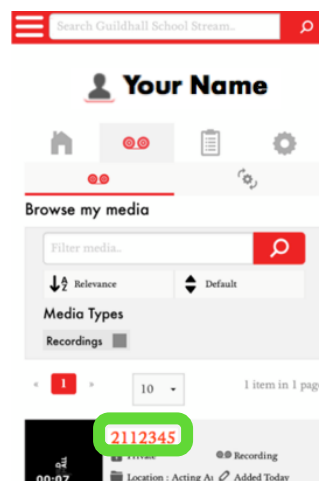 Search Guildhall School Stream..
Your Name
Browse my media
Filter media..
Relevance Default
Media Types
Recordings
« 1 » 10 1 item in 1 page
2112345
Private Recording
00:07 Location : Acting Added Today